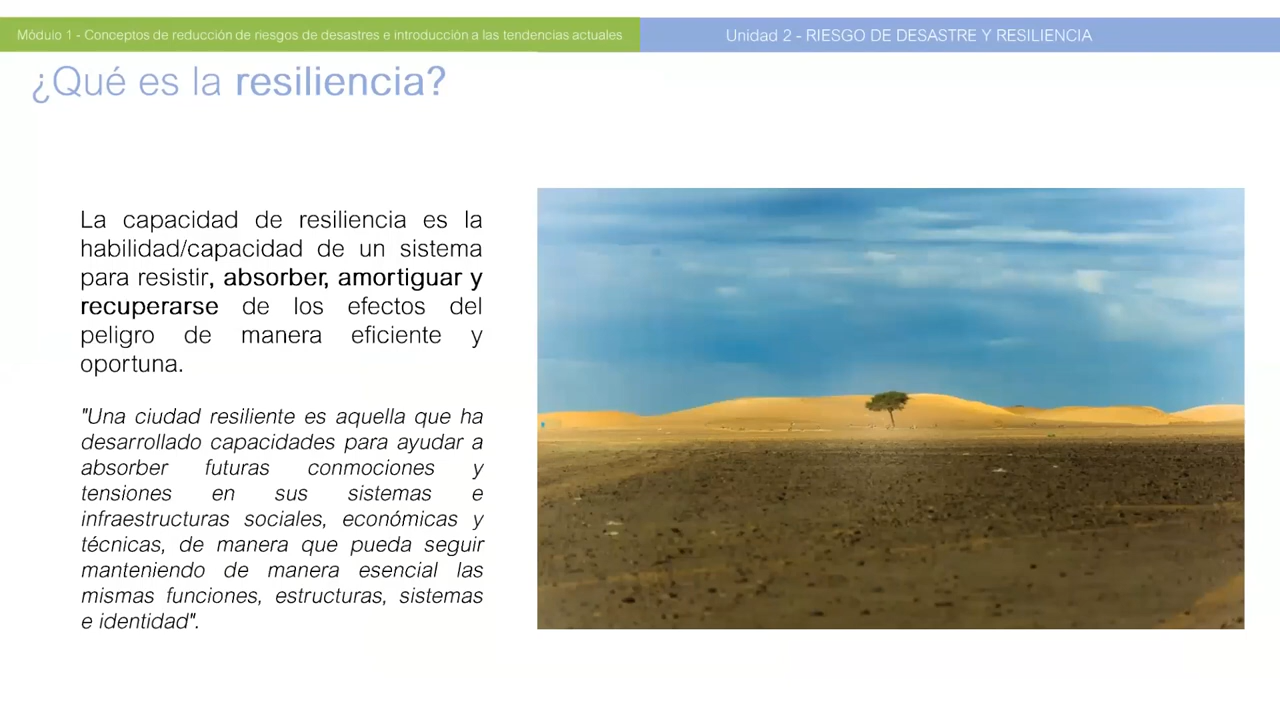 Módulo 1 - Conceptos de reducción de riesgos de desastres e introducción a las tendencias actuales
Unidad 2 - RIESGO DE DESASTRE Y RESILIENCIA
¿Qué es la resiliencia?
La capacidad de resiliencia es la
habilidad/capacidad de un sistema
para resistir, absorber, amortiguar y
recuperarse de los efectos del
peligro de manera eficiente y
oportuna.
"Una ciudad resiliente es aquella que ha
desarrollado capacidades para ayudar a
absorber futuras conmociones y
tensiones en sus sistemas e
infraestructuras sociales, económicas y
técnicas, de manera que pueda seguir
manteniendo de manera esencial las
mismas funciones, estructuras, sistemas
e identidad".